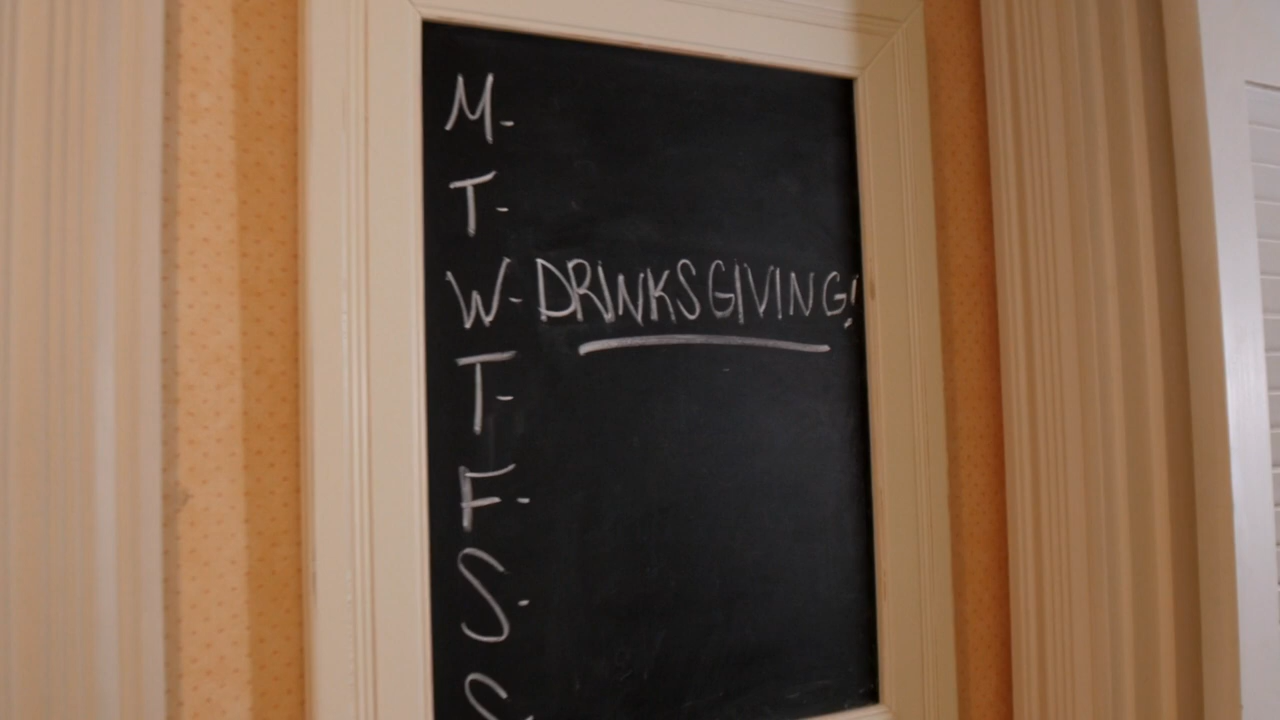 M-
T-
W- DRINKSGIVING!
T-
F-
S-
S